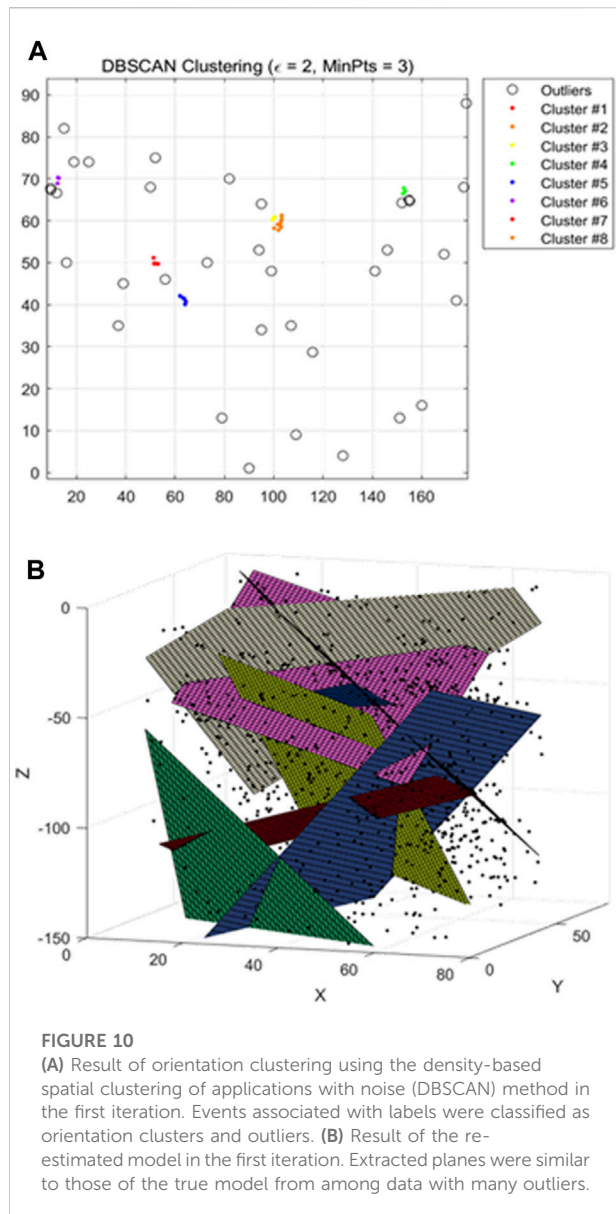 A
DBSCAN Clustering (ϵ = 2, MinPts = 3)
90
80
70
60
50
40
30
20
10
0
20
40
60
80
100
120
140
160
Outliers
Cluster #1
Cluster #2
Cluster #3
Cluster #4
Cluster #5
Cluster #6
Cluster #7
Cluster #8
B
0
-50
-100
-150
Z
0
20
40
60
80
X
0
50
Y
FIGURE 10
(A) Result of orientation clustering using the density-based
spatial clustering of applications with noise (DBSCAN) method in
the first iteration. Events associated with labels were classified as
orientation clusters and outliers. (B) Result of the re-
estimated model in the first iteration. Extracted planes were similar
to those of the true model from among data with many outliers.